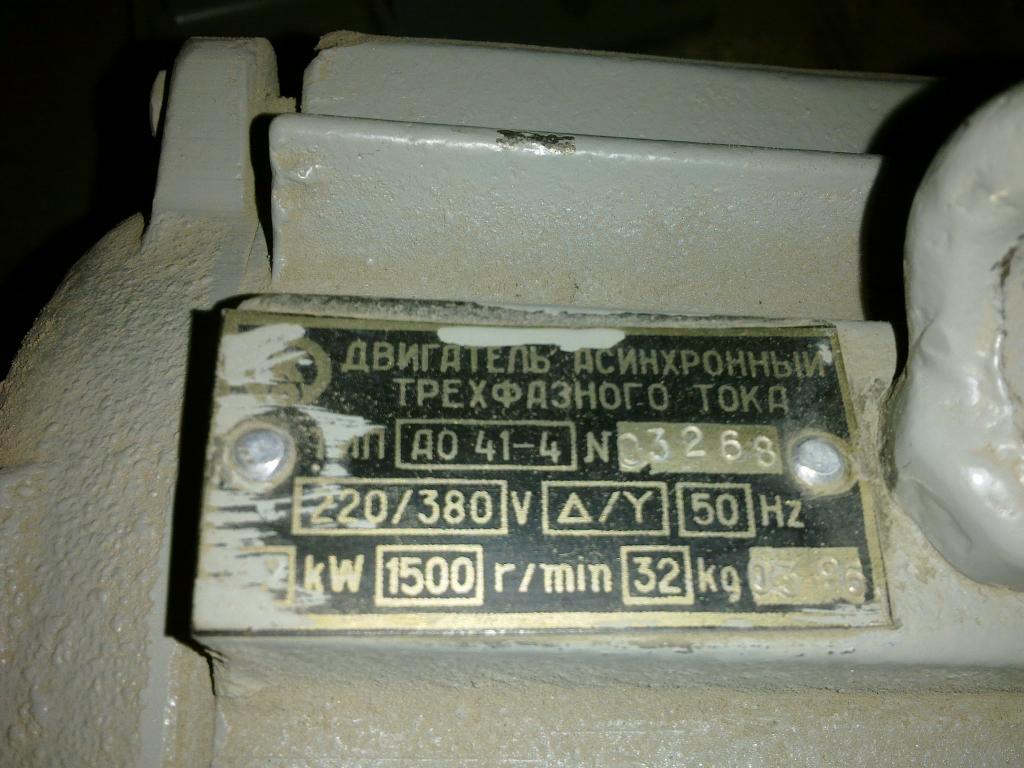 ДВИГАТЕЛЬ АСИНХРОННЫЙ
ТРЕХФАЗНОГО ТОКА
ТИП АО 41-4 N 03268
220/380 V Δ/Y 50 Hz
kW 1500 r/min 32 kg 03 86